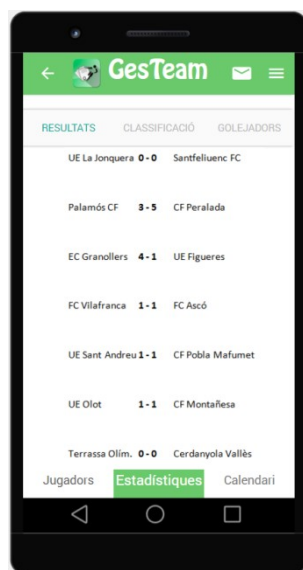 GesTeam
RESULTATS CLASSIFICACIÓ GOLEJADORS
UE La Jonquera 0 - 0 Santfeliuenc FC
Palamós CF 3 - 5 CF Peralada
EC Granollers 4 - 1 UE Figueres
FC Vilafranca 1 - 1 FC Ascó
UE Sant Andreu 1 - 1 CF Pobla Mafumet
UE Olot 1 - 1 CF Montañesa
Terrassa Olím. 0 - 0 Cerdanyola Vallès
Jugadors Estadístiques Calendari